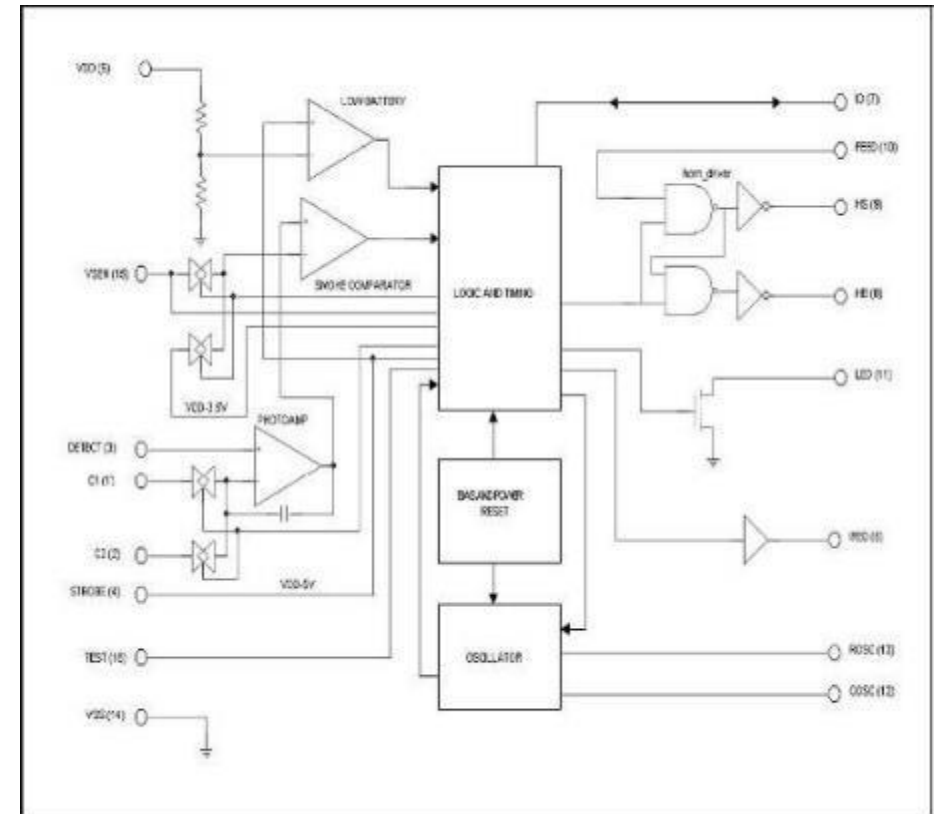 VDD (5)
LOW BATTERY
IO (7)
FEED (10)
horn_driver
HS (9)
VSEN (15)
SMOKE COMPARATOR
LOGIC AND TIMING
HB (8)
LED (11)
VDD-3.5V
PHOTOAMP
DETECT (3)
C1 (1)
BIAS AND POWER
RESET
IRED (6)
C2 (2)
VDD-5V
STROBE (4)
TEST (16)
OSCILLATOR
ROSC (13)
COSC (12)
VSS (14)